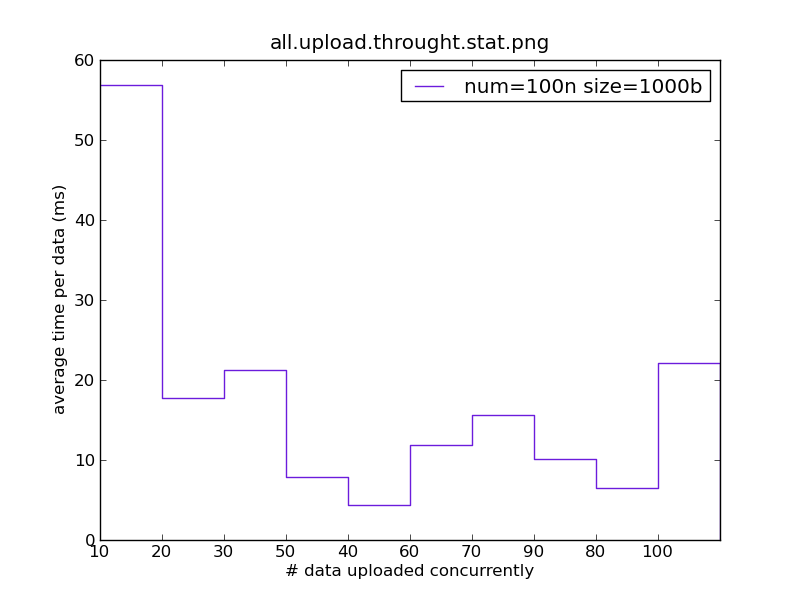 all.upload.throught.stat.png
num=100n size=1000b
average time per data (ms)
60
50
40
30
20
10
0
10 20 30 50 40 60 70 90 80 100
# data uploaded concurrently